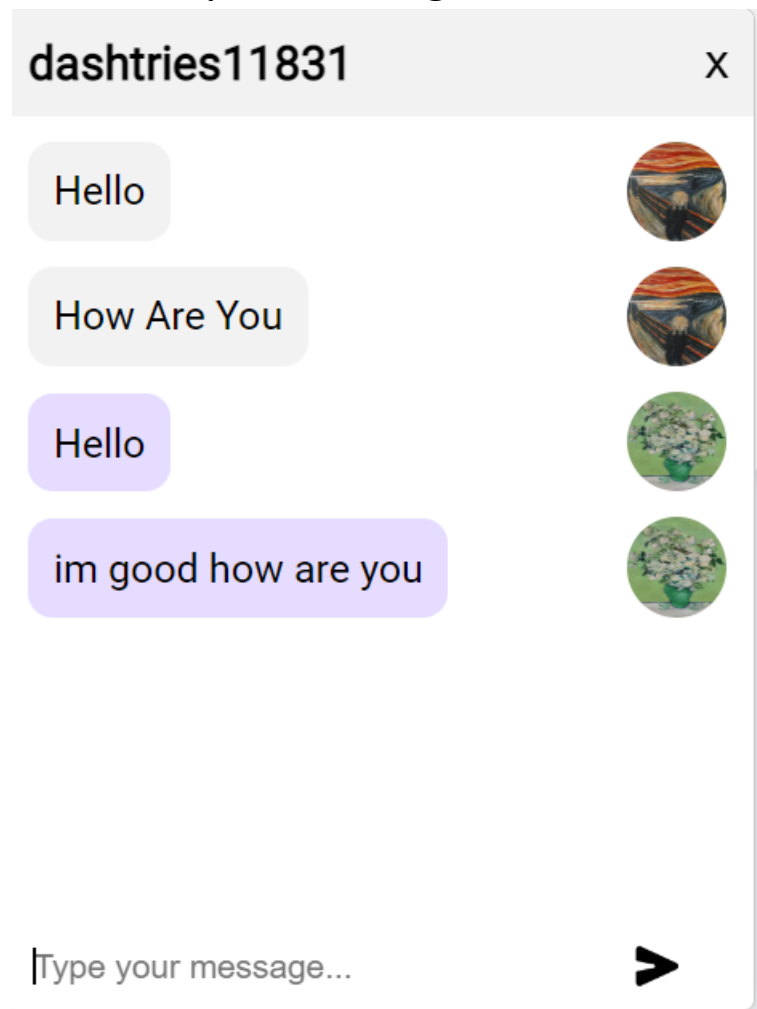 dashtries11831 X
Hello
How Are You
Hello
im good how are you
Type your message...